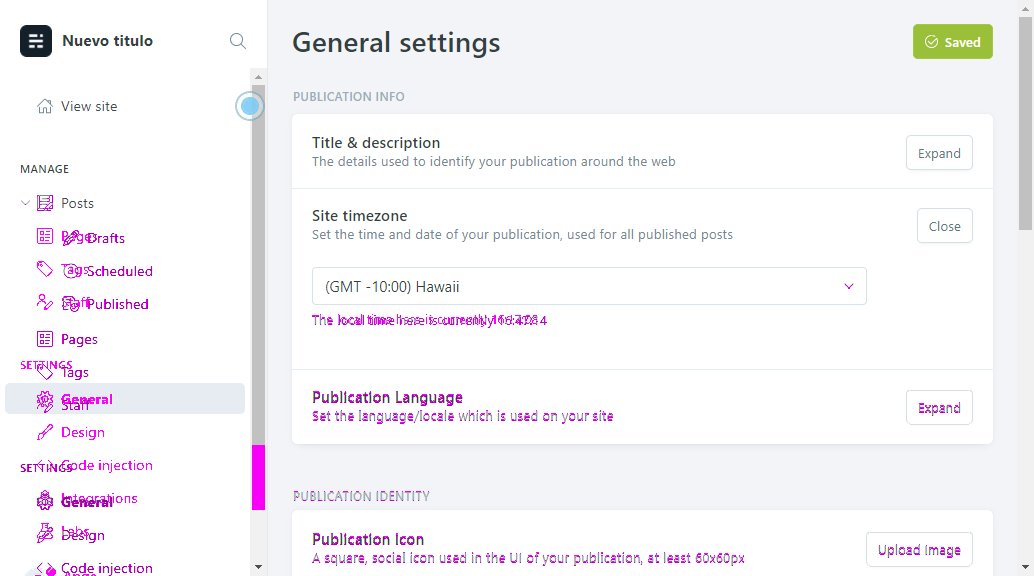 Nuevo titulo
View site
MANAGE
Posts
Pages
Drafts
Tags
Scheduled
Staff
Published
Pages
SETTINGS
Tags
General
Staff
Design
Code injection
SETTINGS
Integrations
General
Labs
Design
Code injection
General settings
Saved
PUBLICATION INFO
Title & description
The details used to identify your publication around the web
Expand
Site timezone
Set the time and date of your publication, used for all published posts
Close
(GMT -10:00) Hawaii
The local time here is currently
Publication Language
Set the language/locale which is used on your site
Expand
PUBLICATION IDENTITY
Publication Icon
A square, social icon used in the UI of your publication, at least 60x60px
Upload Image